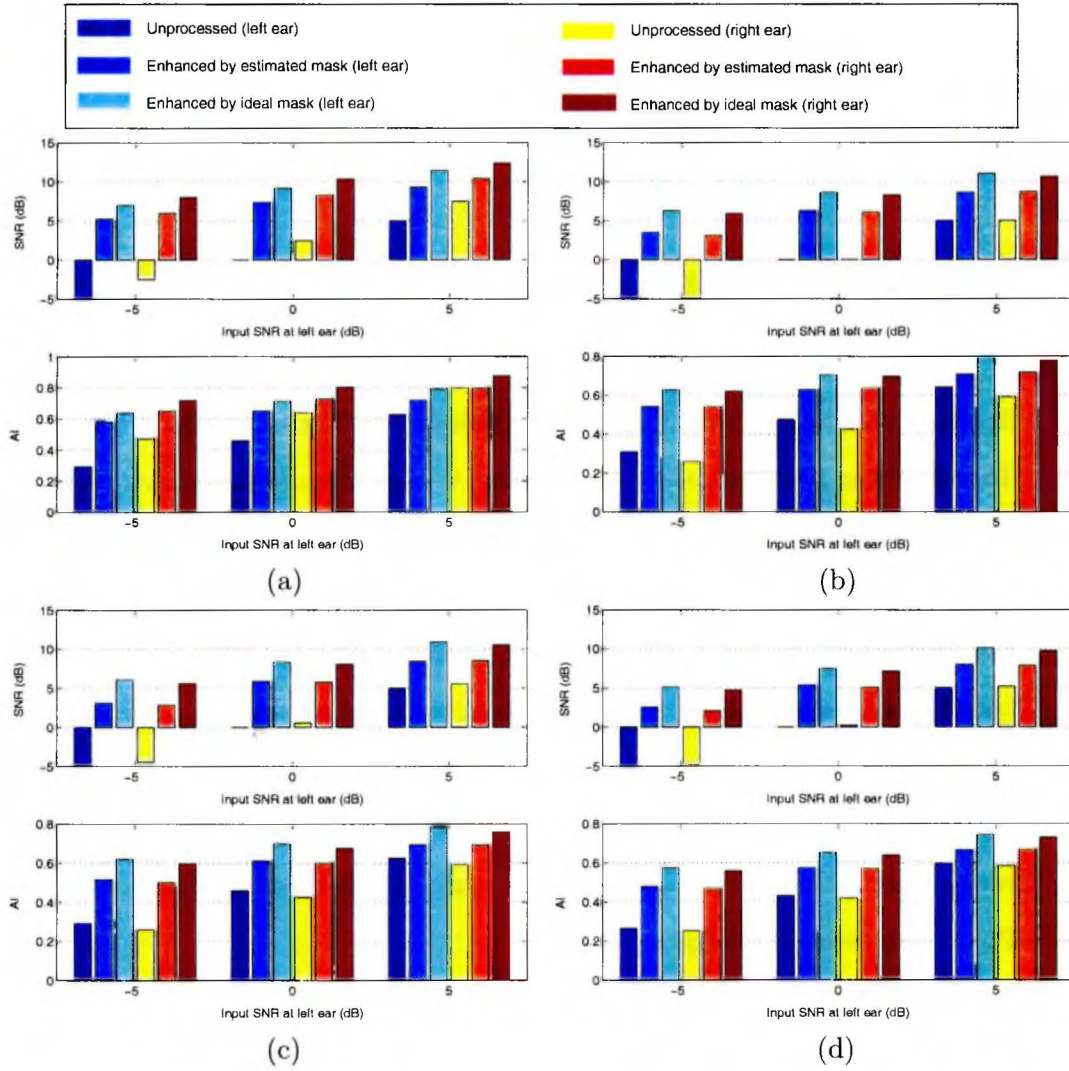 Unprocessed (left ear)
Unprocessed (right ear)
Enhanced by estimated mask (left ear)
Enhanced by estimated mask (right ear)
Enhanced by ideal mask (left ear)
Enhanced by ideal mask (right ear)
15
10
5
0
-5
SNR (dB)
-5
0
5
Input SNR at left ear (dB)
15
10
5
0
-5
SNR (dB)
-5
0
5
Input SNR at left ear (dB)
1
0.8
0.6
0.4
0.2
0
AI
-5
0
5
Input SNR at left ear (dB)
(a)
0.8
0.6
0.4
0.2
0
AI
-5
0
5
Input SNR at left ear (dB)
(b)
15
10
5
0
-5
SNR (dB)
-5
0
5
Input SNR at left ear (dB)
15
10
5
0
-5
SNR (dB)
-5
0
5
Input SNR at left ear (dB)
0.8
0.6
0.4
0.2
0
AI
-5
0
5
Input SNR at left ear (dB)
(c)
0.8
0.6
0.4
0.2
0
AI
-5
0
5
Input SNR at left ear (dB)
(d)